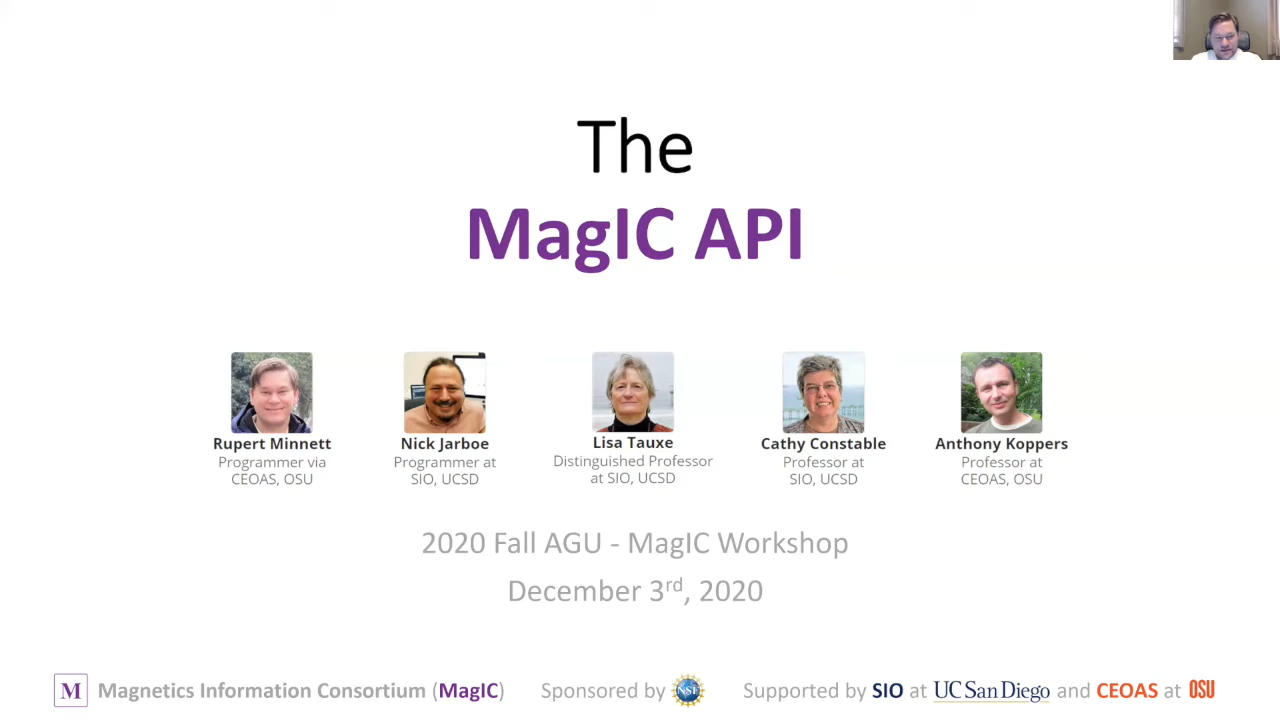 The
MagIC API
Rupert Minnett
Programmer via
CEOAS, OSU
Nick Jarboe
Programmer at
SIO, UCSD
Lisa Tauxe
Distinguished Professor
at SIO, UCSD
Cathy Constable
Professor at
SIO, UCSD
Anthony Koppers
Professor at
CEOAS, OSU
2020 Fall AGU - MagIC Workshop
December 3rd, 2020
M Magnetics Information Consortium (MagIC) Sponsored by NSF Supported by SIO at UC San Diego and CEOAS at OSU